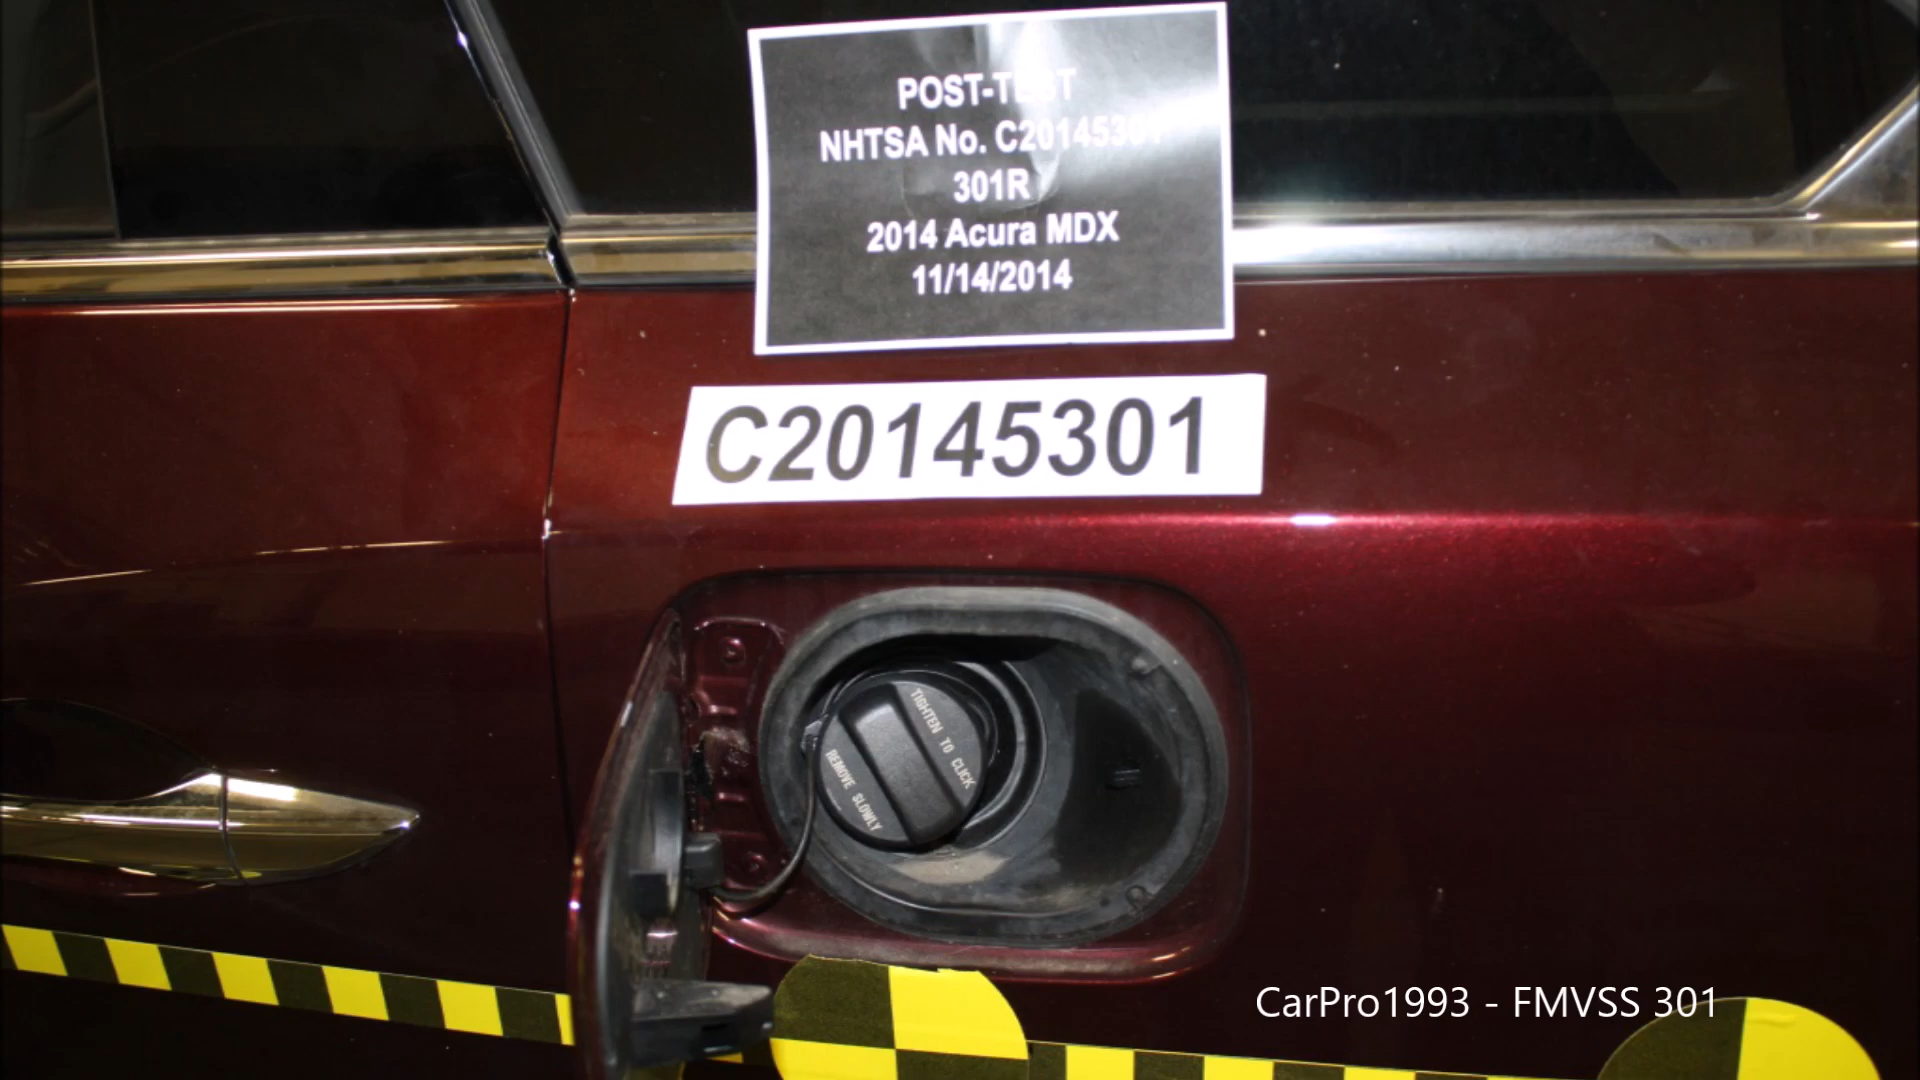 POST-TEST
NHTSA No. C20145301
301R
2014 Acura MDX
11/14/2014
C20145301
TIGHTEN TO CLICK
REMOVE SLOWLY
CarPro1993 - FMVSS 301